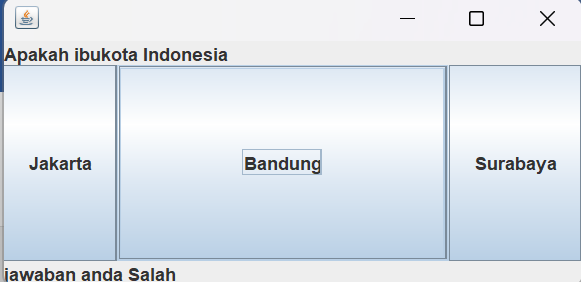 Apakah ibukota Indonesia
Jakarta Bandung Surabaya
jawaban anda Salah